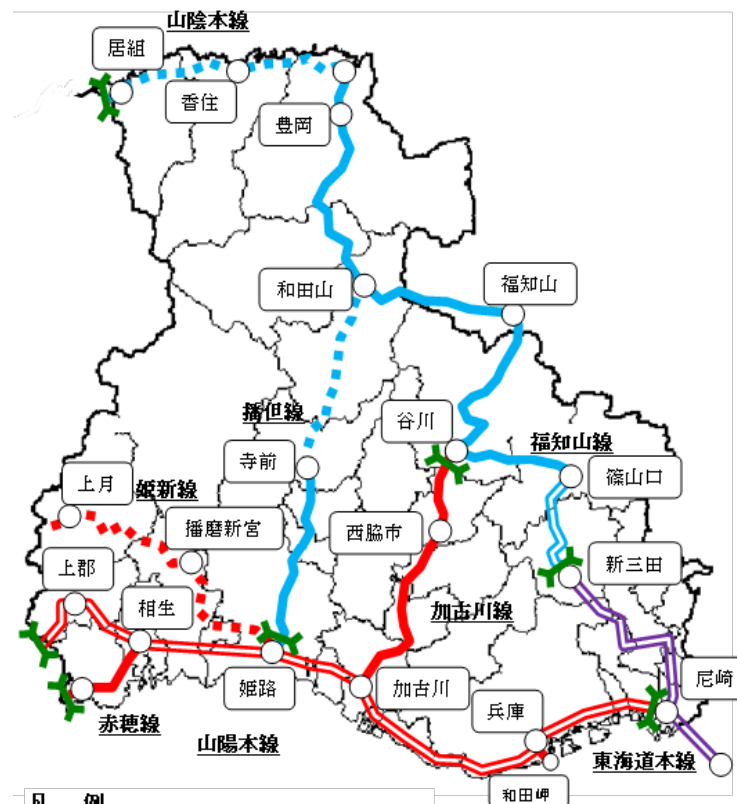 山陰本線
居組
香住
豊岡
和田山
福知山
播但線
谷川
福知山線
寺前
篠山口
上月
姫新線
播磨新宮
西脇市
新三田
上郡
相生
加古川線
姫路
加古川
尼崎
兵庫
赤穂線
山陽本線
東海道本線
和田岬
凡 例